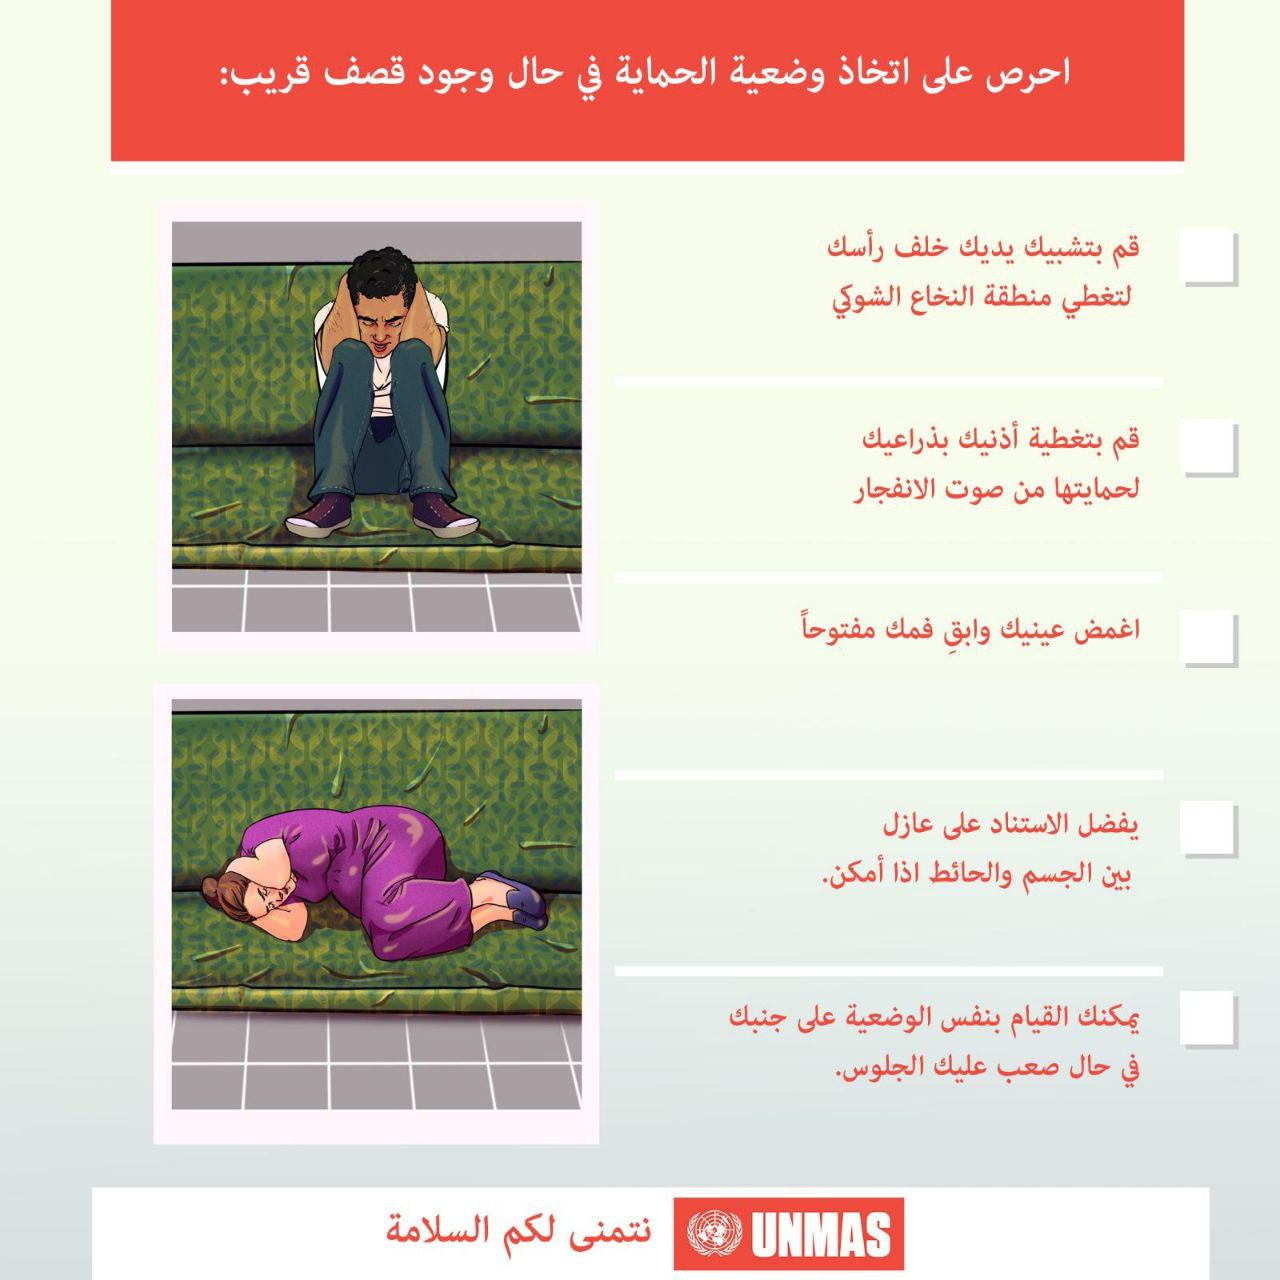 احرص على اتخاذ وضعية الحماية في حال وجود قصف قريب:
قم بتشبيك يديك خلف رأسك
لتغطي منطقة النخاع الشوكي
قم بتغطية أذنيك بذراعيك
لحمايتها من صوت الانفجار
اغمض عينيك وابقِ فمك مفتوحاً
يفضل الاستناد على عازل
بين الجسم والحائط اذا أمكن.
يمكنك القيام بنفس الوضعية على جنبك
في حال صعب عليك الجلوس.
نتمنى لكم السلامة
UNMAS